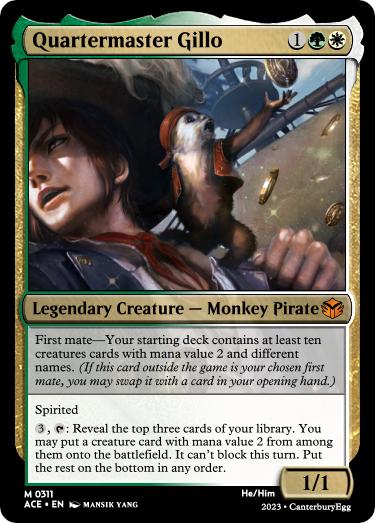 Quartermaster Gillo 1
Legendary Creature — Monkey Pirate
First mate—Your starting deck contains at least ten
creatures cards with mana value 2 and different
names. (If this card outside the game is your chosen first
mate, you may swap it with a card in your opening hand.)
Spirited
3, : Reveal the top three cards of your library. You
may put a creature card with mana value 2 from among
them onto the battlefield. It can't block this turn. Put
the rest on the bottom in any order.
1/1
M 0311 He/Him
ACE • EN MANSIK YANG 2023 • CanterburyEgg